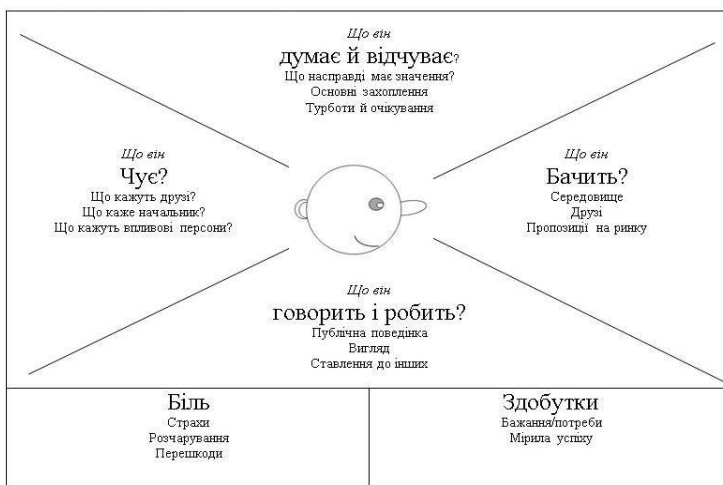 Що він
думає й відчуває?
Що насправді має значення?
Основні захоплення
Турботи й очікування
Що він
Чує?
Що кажуть друзі?
Що каже начальник?
Що кажуть впливові персони?
Що він
Бачить?
Середовище
Друзі
Пропозиції на ринку
Що він
говорить і робить?
Публічна поведінка
Вигляд
Ставлення до інших
Біль
Страхи
Розчарування
Перешкоди
Здобутки
Бажання/потреби
Мірила успіху